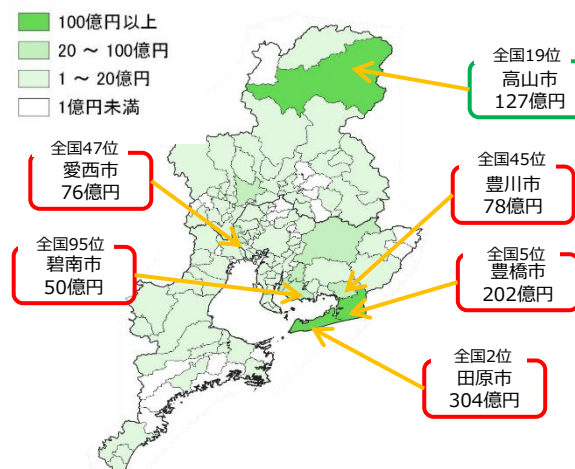 100億円以上
20 ～ 100億円
1 ～ 20億円
1億円未満
全国19位
高山市
127億円
全国47位
愛西市
76億円
全国45位
豊川市
78億円
全国95位
碧南市
50億円
全国5位
豊橋市
202億円
全国2位
田原市
304億円